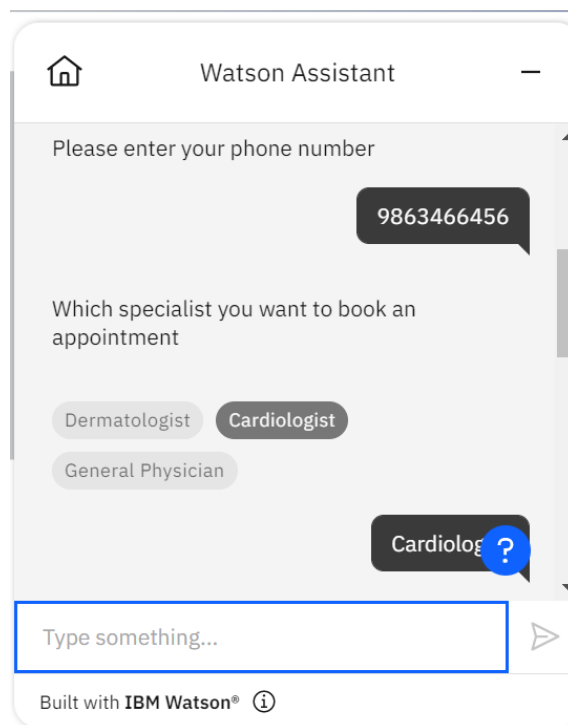 Watson Assistant
Please enter your phone number
9863466456
Which specialist you want to book an
appointment
Dermatologist Cardiologist
General Physician
?
Type something...
Built with IBM Watson®